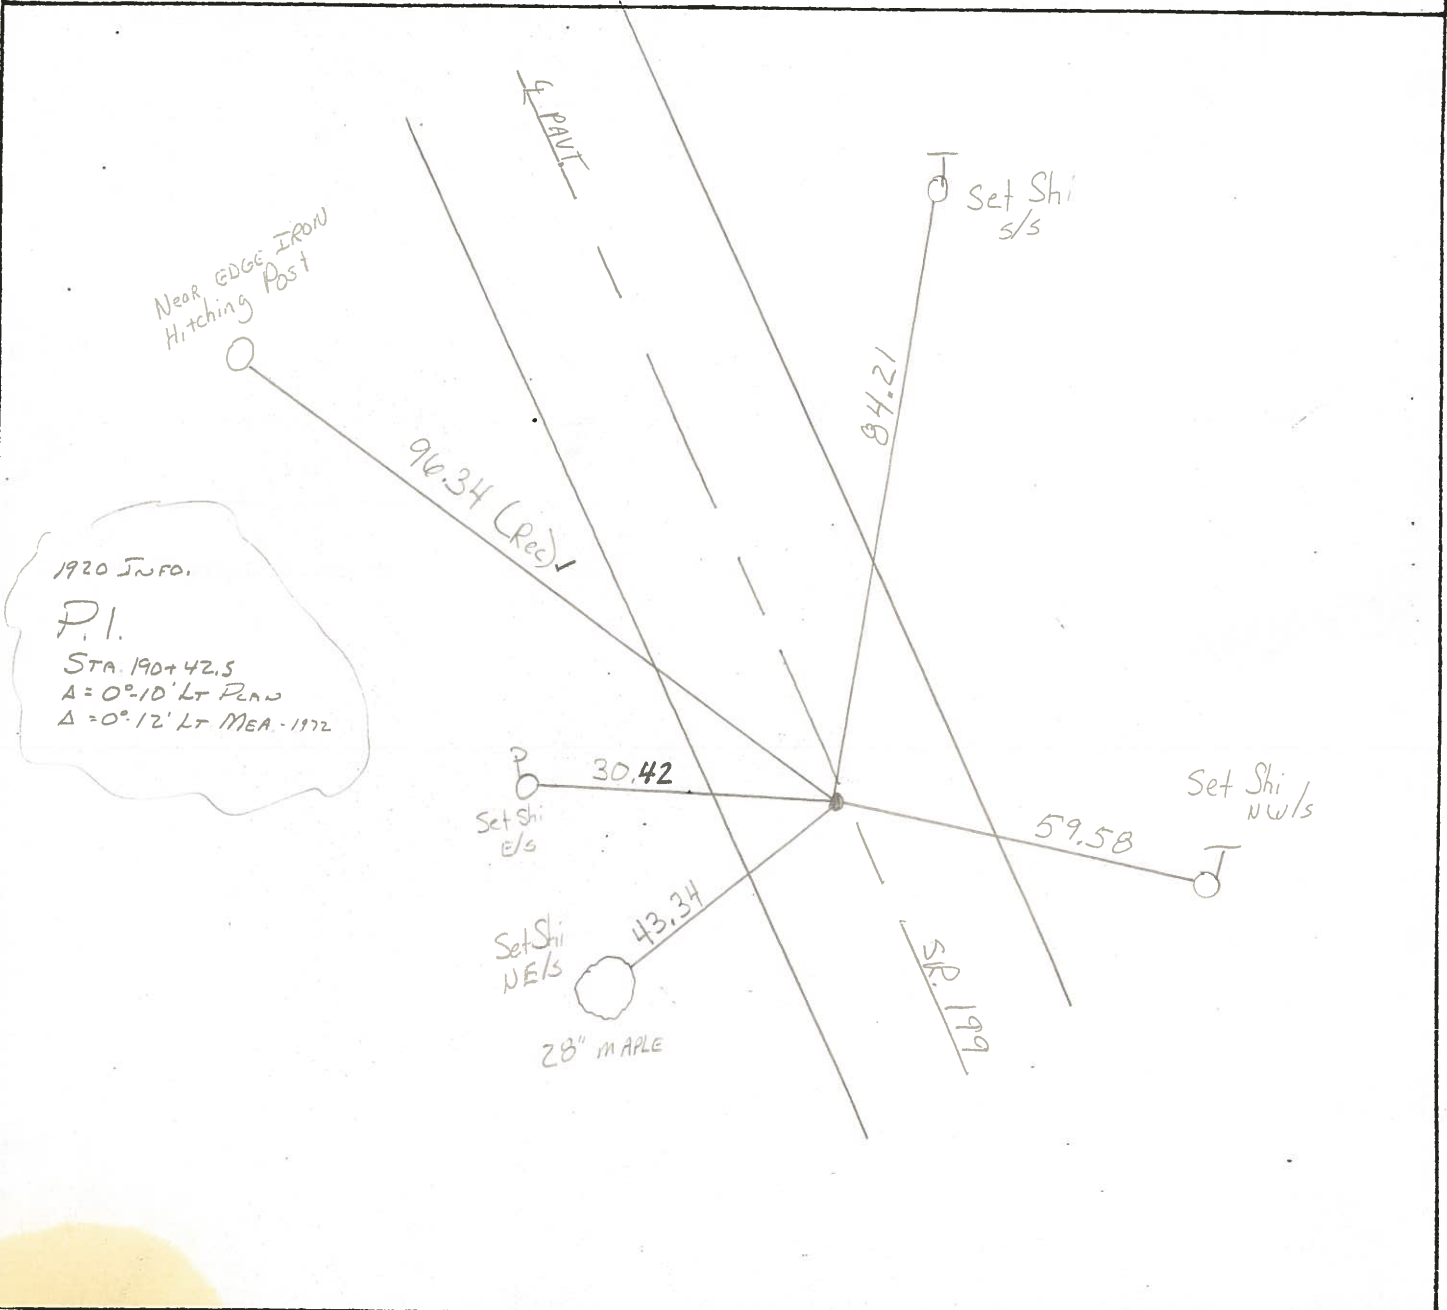 ℄ PAVT.
T
Set Shi
S/S
Near EDGE IRON
Hitching Post
84.21
96.34 (Rec)✓
1920 INFO.
P.I.
STA. 190+42.5
Δ = 0°-10' LT PLAN
Δ = 0°-12' LT MEA - 1972
P
30.42
Set Shi
E/S
Set Shi
NW/S
59.58
T
43.34
Set Shi
NE/S
28" MAPLE
S.R. 199